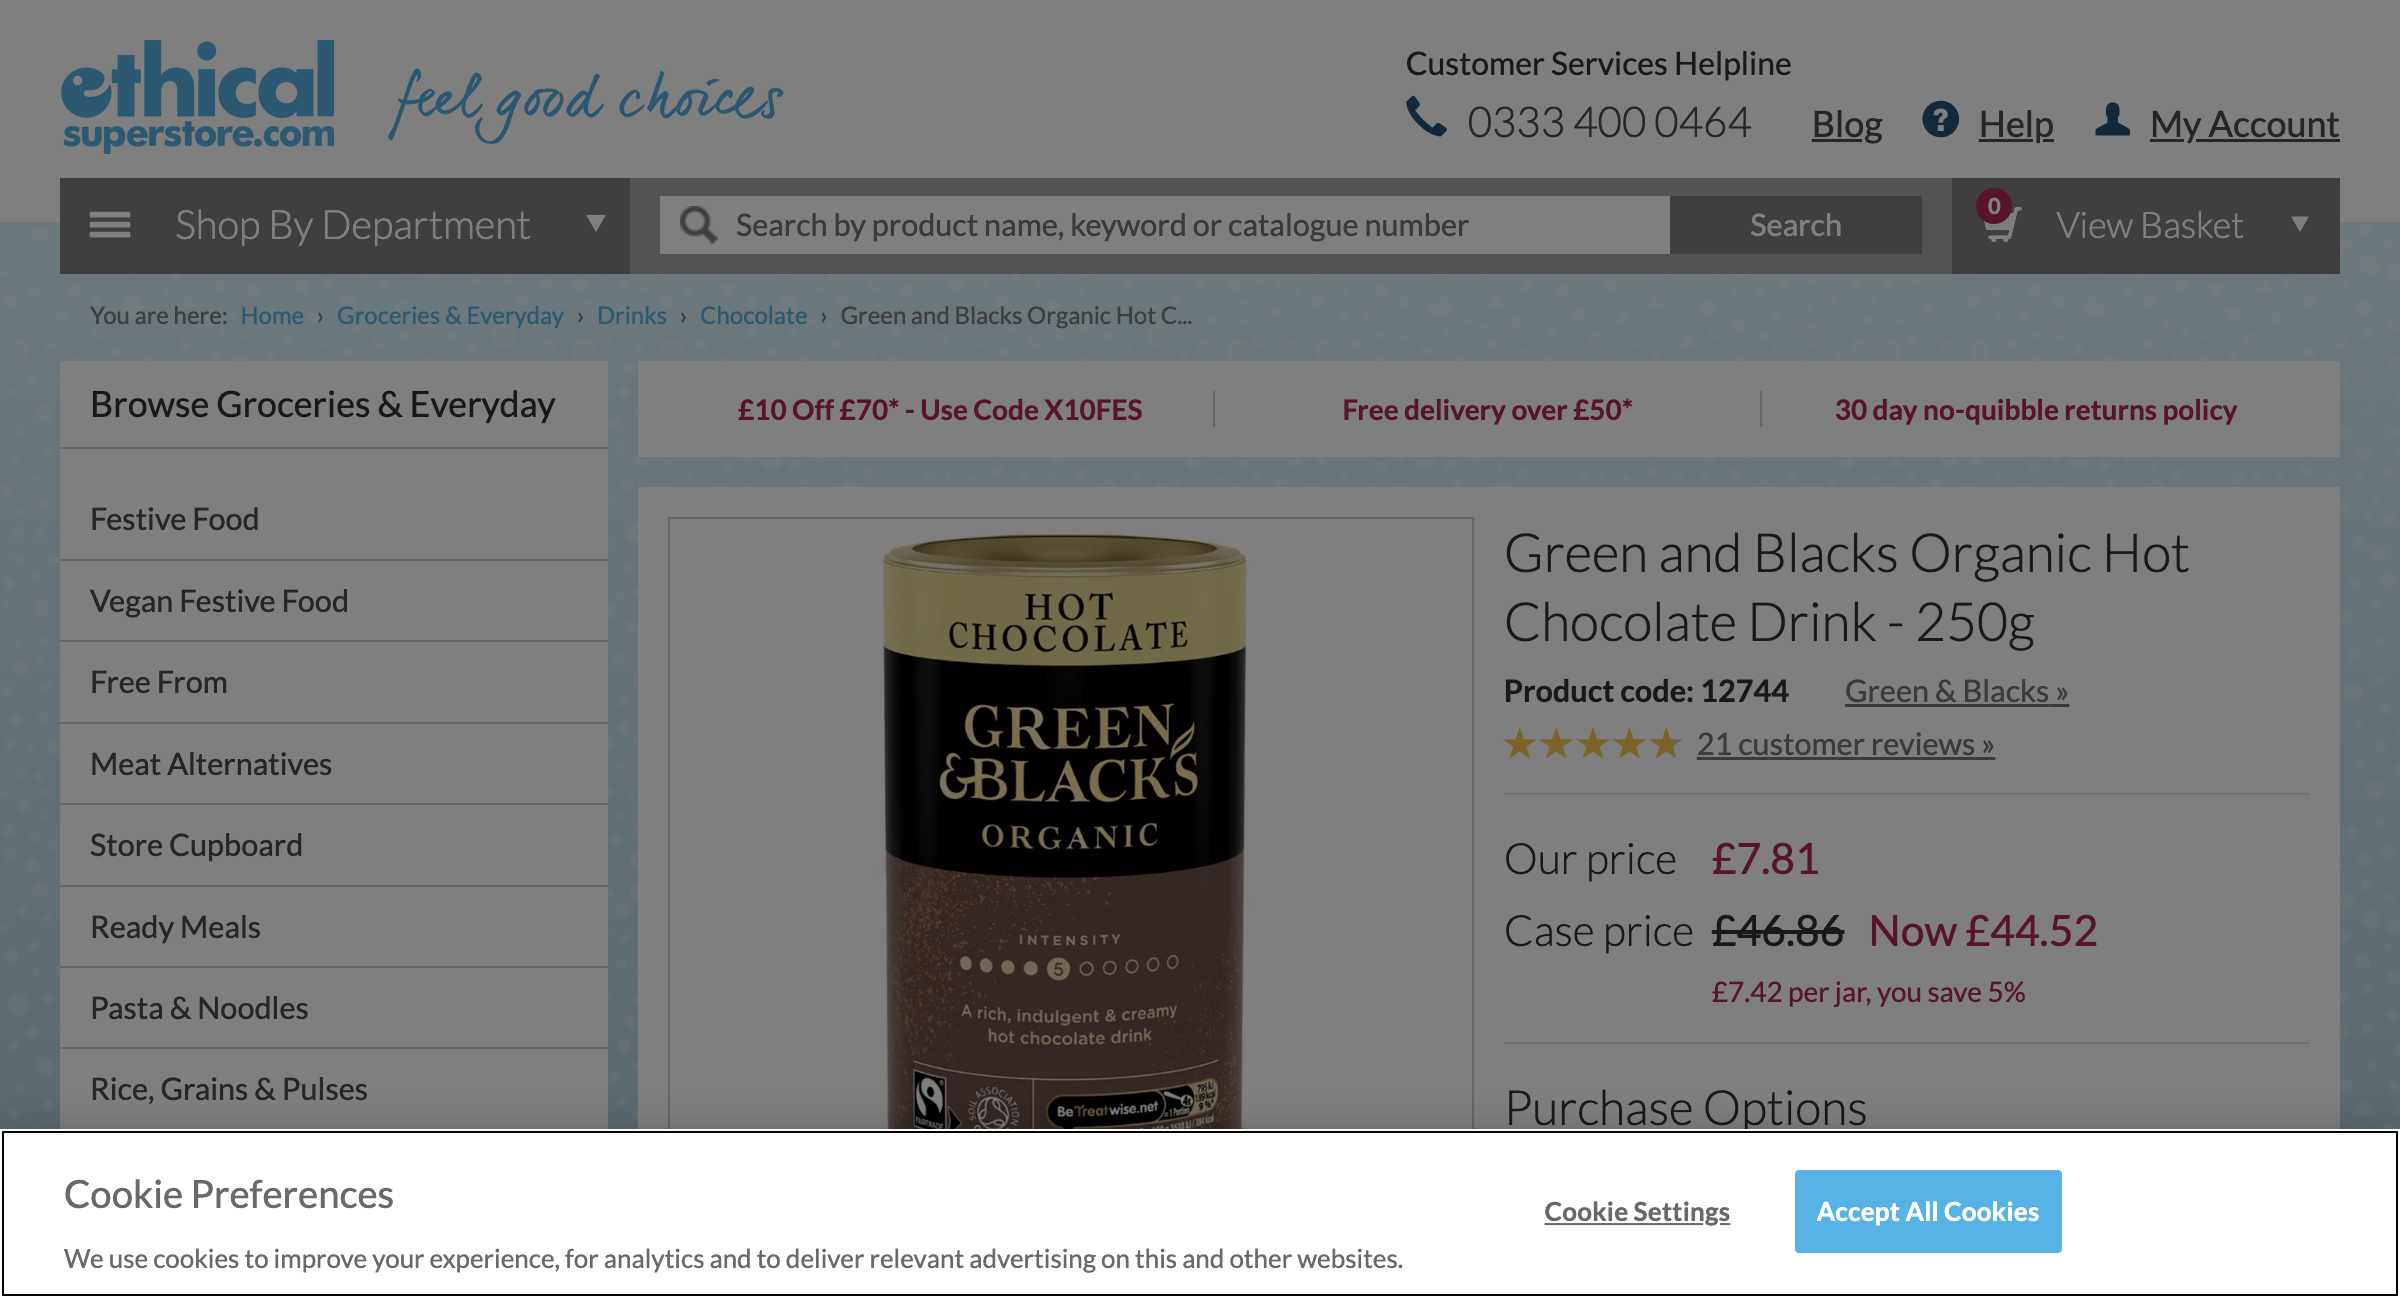 ethical
superstore.com
feel good choices
Customer Services Helpline
0333 400 0464
Blog
Help
My Account
Shop By Department
Search by product name, keyword or catalogue number
Search
0
View Basket
You are here: Home › Groceries & Everyday › Drinks › Chocolate › Green and Blacks Organic Hot C...
Browse Groceries & Everyday
Festive Food
Vegan Festive Food
Free From
Meat Alternatives
Store Cupboard
Ready Meals
Pasta & Noodles
Rice, Grains & Pulses
£10 Off £70* - Use Code X10FES
Free delivery over £50*
30 day no-quibble returns policy
HOT
CHOCOLATE
GREEN
&BLACK'S
ORGANIC
INTENSITY
5
A rich, indulgent & creamy
hot chocolate drink
SOIL ASSOCIATION
BeTreatwise.net
Green and Blacks Organic Hot
Chocolate Drink - 250g
Product code: 12744
Green & Blacks »
21 customer reviews »
Our price £7.81
Case price £46.86 Now £44.52
£7.42 per jar, you save 5%
Purchase Options
Cookie Preferences
We use cookies to improve your experience, for analytics and to deliver relevant advertising on this and other websites.
Cookie Settings
Accept All Cookies